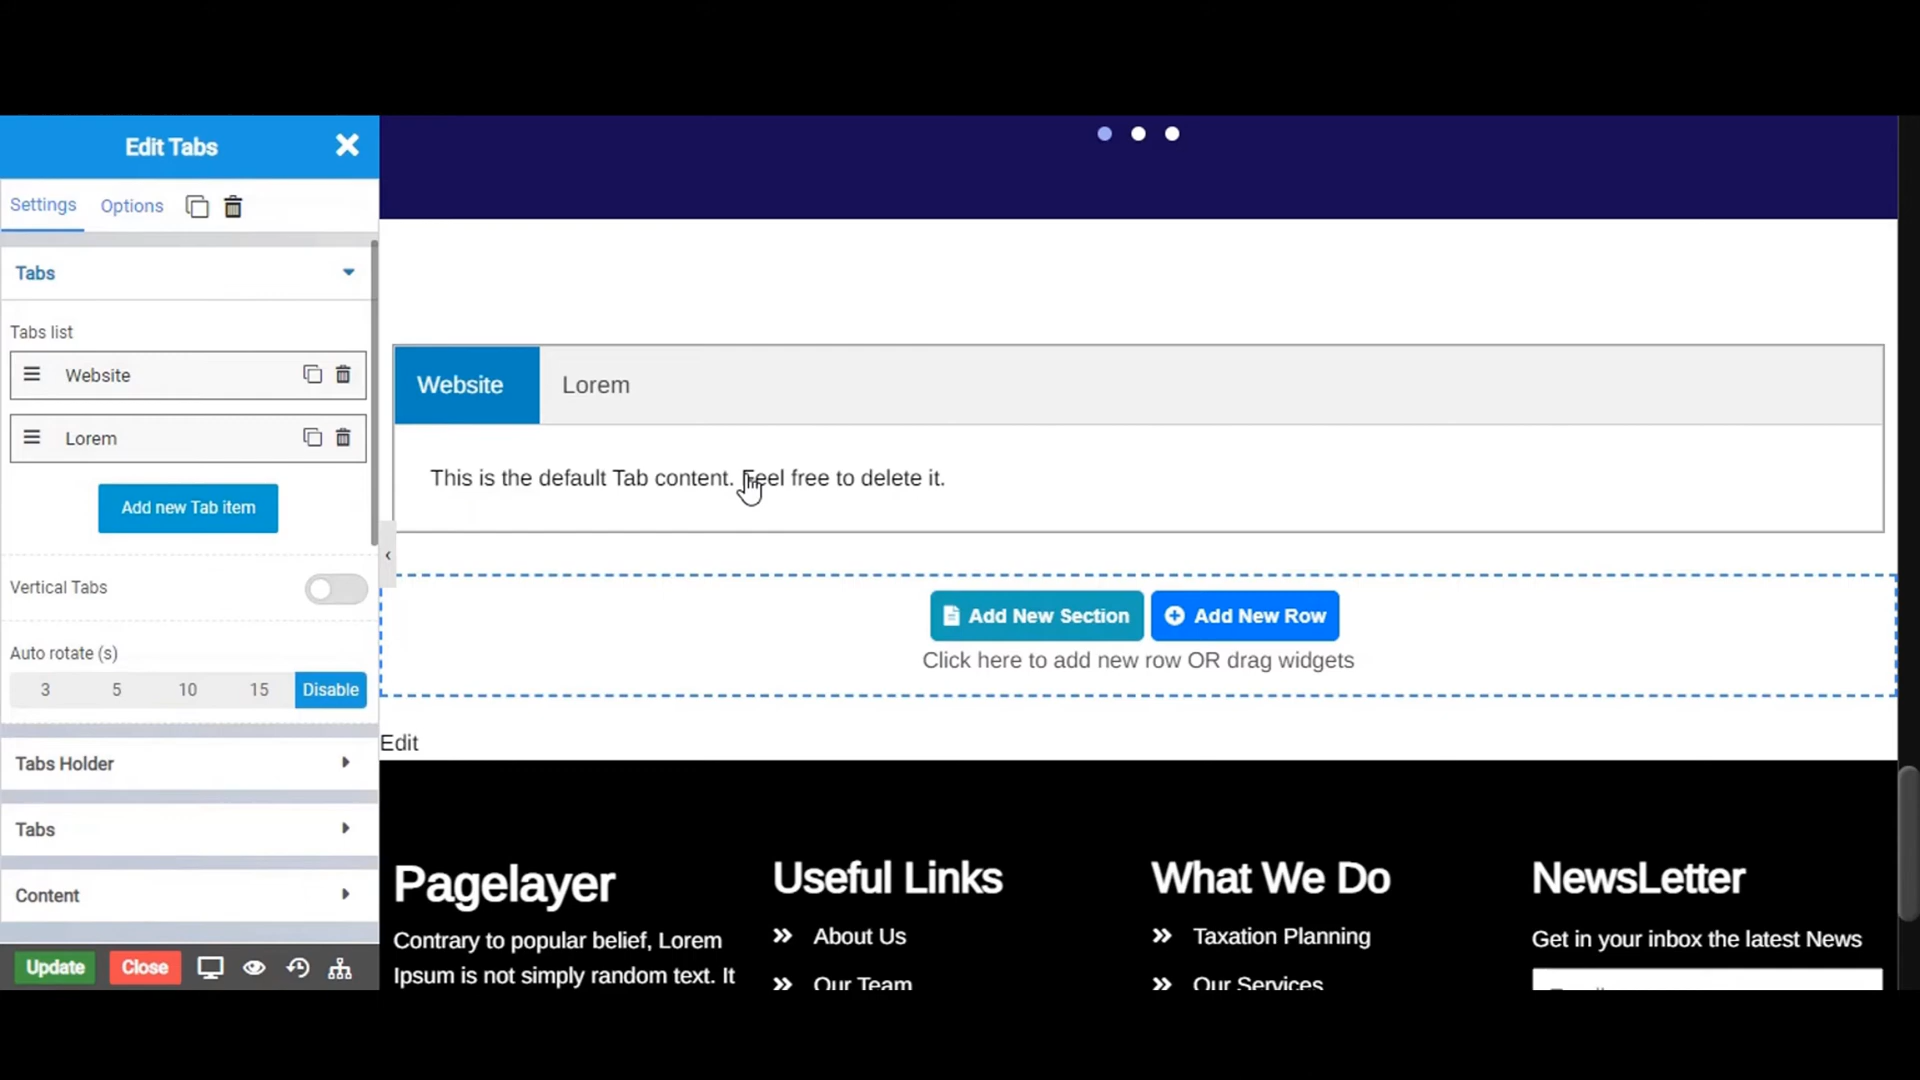 Edit Tabs
Settings
Options
Tabs
Tabs list
Website
Lorem
Add new Tab item
Vertical Tabs
Auto rotate (s)
3 5 10 15 Disable
Tabs Holder
Tabs
Content
Update Close
Website Lorem
This is the default Tab content. Feel free to delete it.
Add New Section Add New Row
Click here to add new row OR drag widgets
Edit
Pagelayer
Contrary to popular belief, Lorem
Ipsum is not simply random text. It
Useful Links
About Us
Our Team
What We Do
Taxation Planning
Our Services
NewsLetter
Get in your inbox the latest News